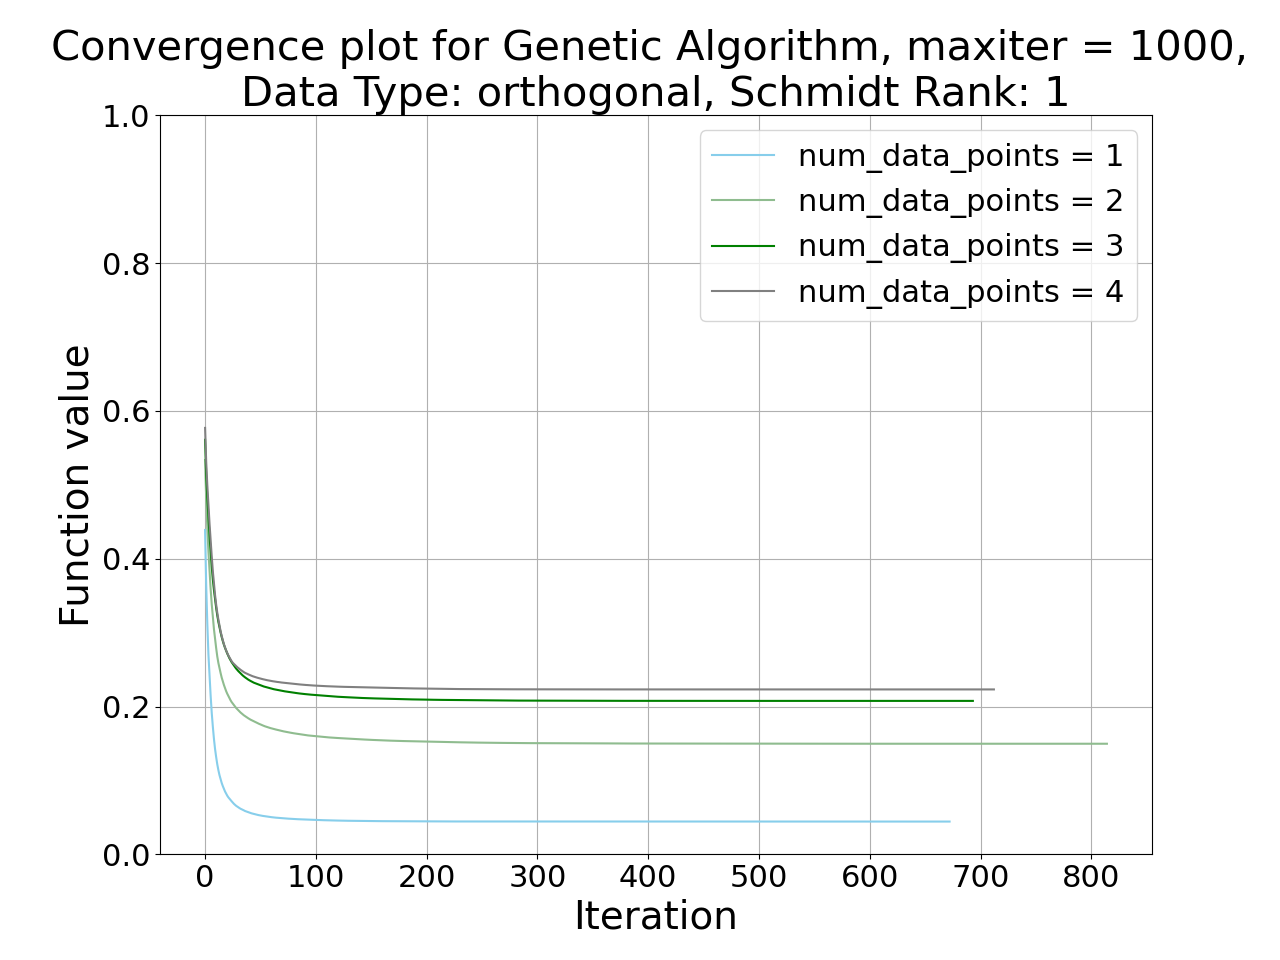 Convergence plot for Genetic Algorithm, maxiter = 1000,
Data Type: orthogonal, Schmidt Rank: 1
num_data_points = 1
num_data_points = 2
num_data_points = 3
num_data_points = 4
Function value
1.0
0.8
0.6
0.4
0.2
0.0
0 100 200 300 400 500 600 700 800
Iteration